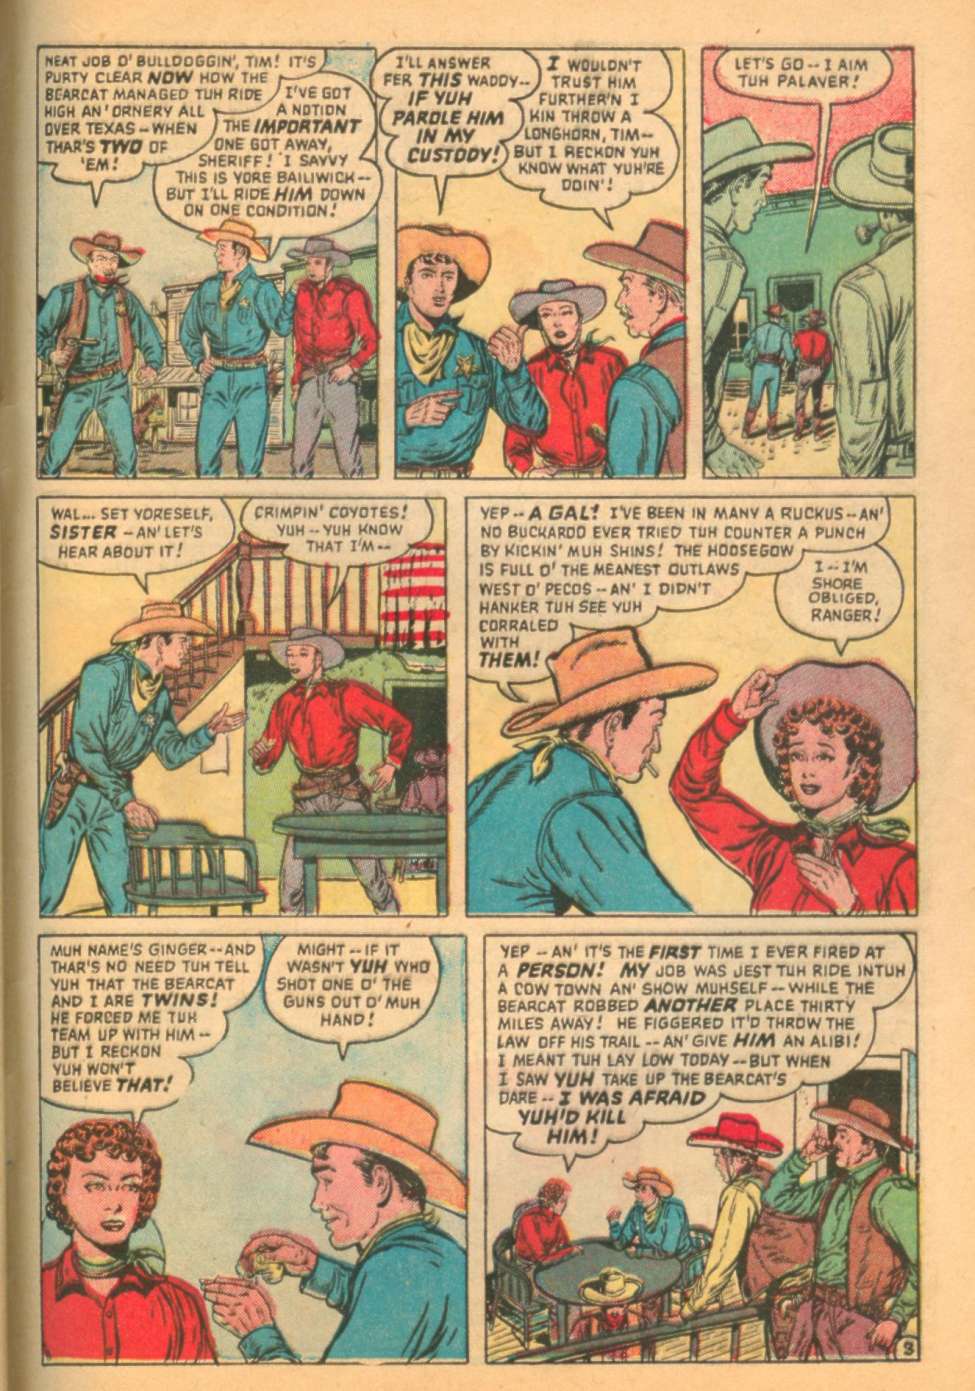 NEAT JOB O' BULLDOGGIN', TIM! IT'S
PURTY CLEAR NOW HOW THE
BEARCAT MANAGED TUH RIDE
HIGH AN' ORNERY ALL
OVER TEXAS -- WHEN
THAR'S TWO OF
'EM!
I'VE GOT
A NOTION
THE IMPORTANT
ONE GOT AWAY,
SHERIFF! I SAVVY
THIS IS YORE BAILIWICK --
BUT I'LL RIDE HIM DOWN
ON ONE CONDITION!
I'LL ANSWER
FER THIS WADDY --
IF YUH
PAROLE HIM
IN MY
CUSTODY!
I WOULDN'T
TRUST HIM
FURTHER'N I
KIN THROW A
LONGHORN, TIM --
BUT I RECKON YUH
KNOW WHAT YUH'RE
DOIN'!
LET'S GO -- I AIM
TUH PALAVER!
WAL... SET YORESELF,
SISTER -- AN' LET'S
HEAR ABOUT IT!
CRIMPIN' COYOTES!
YUH -- YUH KNOW
THAT I'M --
YEP -- A GAL! I'VE BEEN IN MANY A RUCKUS -- AN'
NO BUCKAROO EVER TRIED TUH COUNTER A PUNCH
BY KICKIN' MUH SHINS! THE HOOSEGOW
IS FULL O' THE MEANEST OUTLAWS
WEST O' PECOS -- AN' I DIDN'T
HANKER TUH SEE YUH
CORRALED
WITH
THEM!
I -- I'M
SHORE
OBLIGED,
RANGER!
MUH NAME'S GINGER -- AND
THAR'S NO NEED TUH TELL
YUH THAT THE BEARCAT
AND I ARE TWINS!
HE FORCED ME TUH
TEAM UP WITH HIM --
BUT I RECKON
YUH WON'T
BELIEVE THAT!
MIGHT -- IF IT
WASN'T YUH WHO
SHOT ONE O' THE
GUNS OUT O' MUH
HAND!
YEP -- AN' IT'S THE FIRST TIME I EVER FIRED AT
A PERSON! MY JOB WAS JEST TUH RIDE INTUH
A COW TOWN AN' SHOW MUHSELF -- WHILE THE
BEARCAT ROBBED ANOTHER PLACE THIRTY
MILES AWAY! HE FIGGERED IT'D THROW THE
LAW OFF HIS TRAIL -- AN' GIVE HIM AN ALIBI!
I MEANT TUH LAY LOW TODAY -- BUT WHEN
I SAW YUH TAKE UP THE BEARCAT'S
DARE -- I WAS AFRAID
YUH'D KILL
HIM!
3